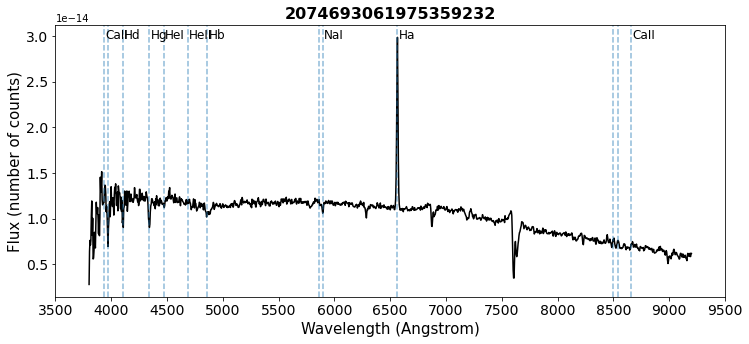 2074693061975359232
1e−14
CaII Hd Hg HeI HeII Hb NaI Ha CaII
3.0
2.5
2.0
1.5
1.0
0.5
Flux (number of counts)
3500 4000 4500 5000 5500 6000 6500 7000 7500 8000 8500 9000 9500
Wavelength (Angstrom)